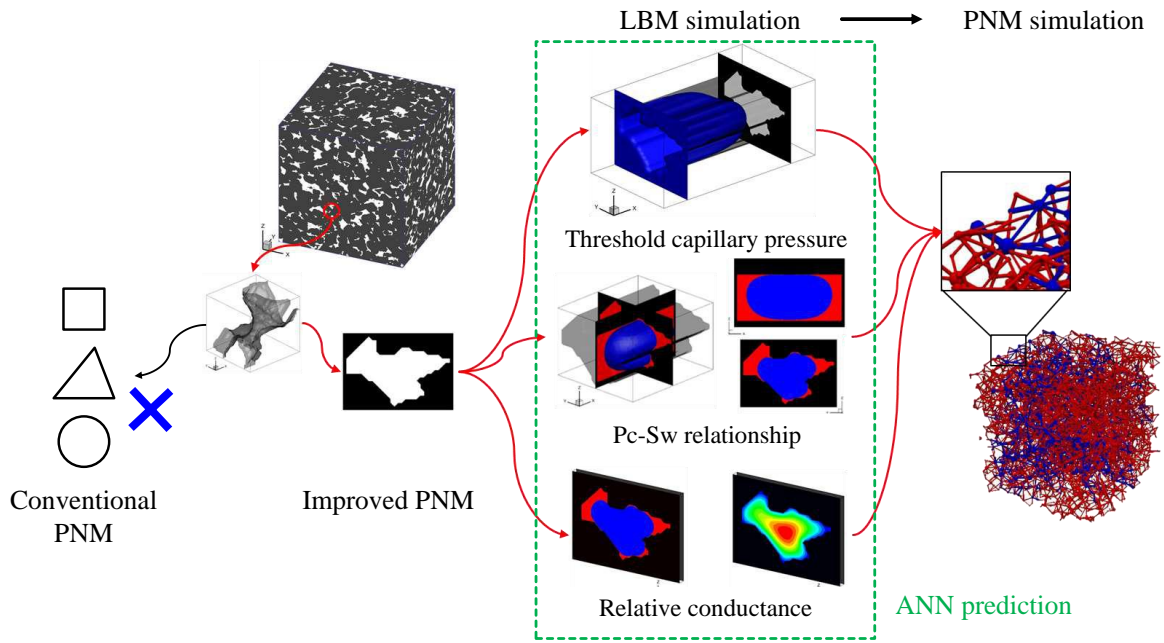 LBM simulation
PNM simulation
Z
Y
X
Threshold capillary pressure
Z
Y
X
Pc-Sw relationship
Z
Y
X
Conventional
PNM
Improved PNM
Relative conductance
ANN prediction